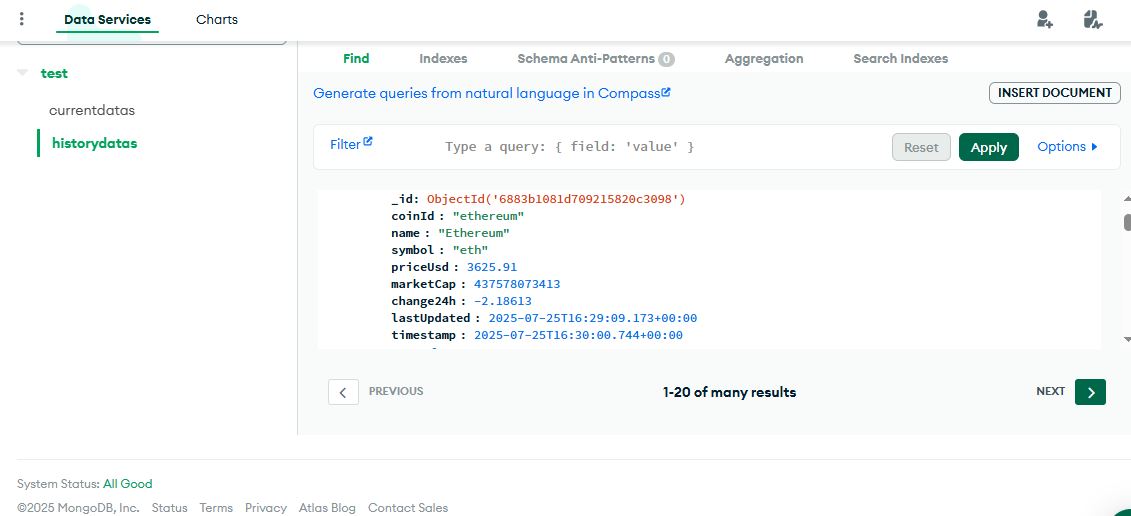 Data Services Charts
test
currentdatas
historydatas
Find Indexes Schema Anti-Patterns 0 Aggregation Search Indexes
Generate queries from natural language in Compass
INSERT DOCUMENT
Filter Type a query: { field: 'value' } Reset Apply Options
_id: ObjectId('6883b1081d709215820c3098')
coinId : "ethereum"
name : "Ethereum"
symbol : "eth"
priceUsd : 3625.91
marketCap : 437578073413
change24h : -2.18613
lastUpdated : 2025-07-25T16:29:09.173+00:00
timestamp : 2025-07-25T16:30:00.744+00:00
PREVIOUS 1-20 of many results NEXT
System Status: All Good
©2025 MongoDB, Inc. Status Terms Privacy Atlas Blog Contact Sales